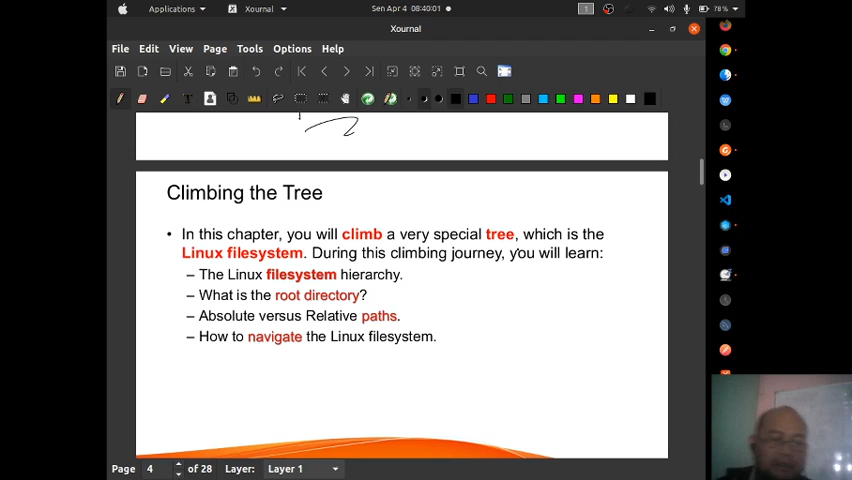 Applications
Xournal
Sen Apr 4 08:40:01
1
78%
Xournal
File Edit View Page Tools Options Help
T
Climbing the Tree
• In this chapter, you will climb a very special tree, which is the
Linux filesystem. During this climbing journey, you will learn:
– The Linux filesystem hierarchy.
– What is the root directory?
– Absolute versus Relative paths.
– How to navigate the Linux filesystem.
Page 4 of 28 Layer: Layer 1